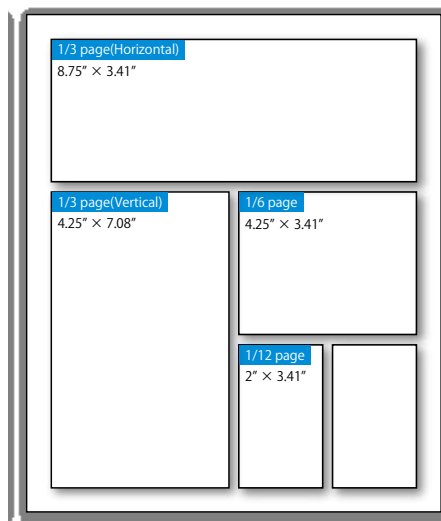 1/3 page(Horizontal)
8.75″ × 3.41″
1/3 page(Vertical)
4.25″ × 7.08″
1/6 page
4.25″ × 3.41″
1/12 page
2″ × 3.41″